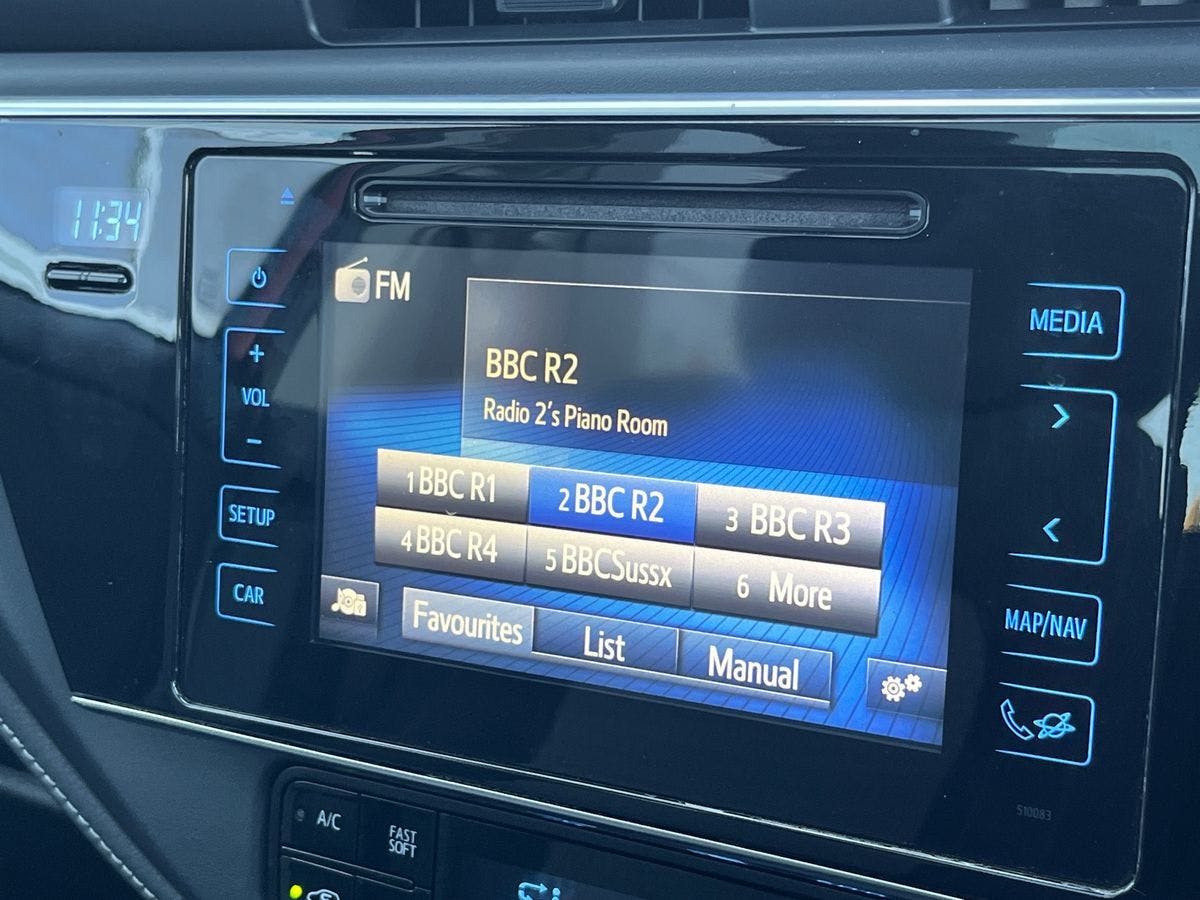 11:34
FM
BBC R2
Radio 2's Piano Room
1 BBC R1
2 BBC R2
3 BBC R3
4 BBC R4
5 BBCSussx
6 More
Favourites
List
Manual
VOL
SETUP
CAR
MEDIA
MAP/NAV
510083
A/C
FAST
SOFT